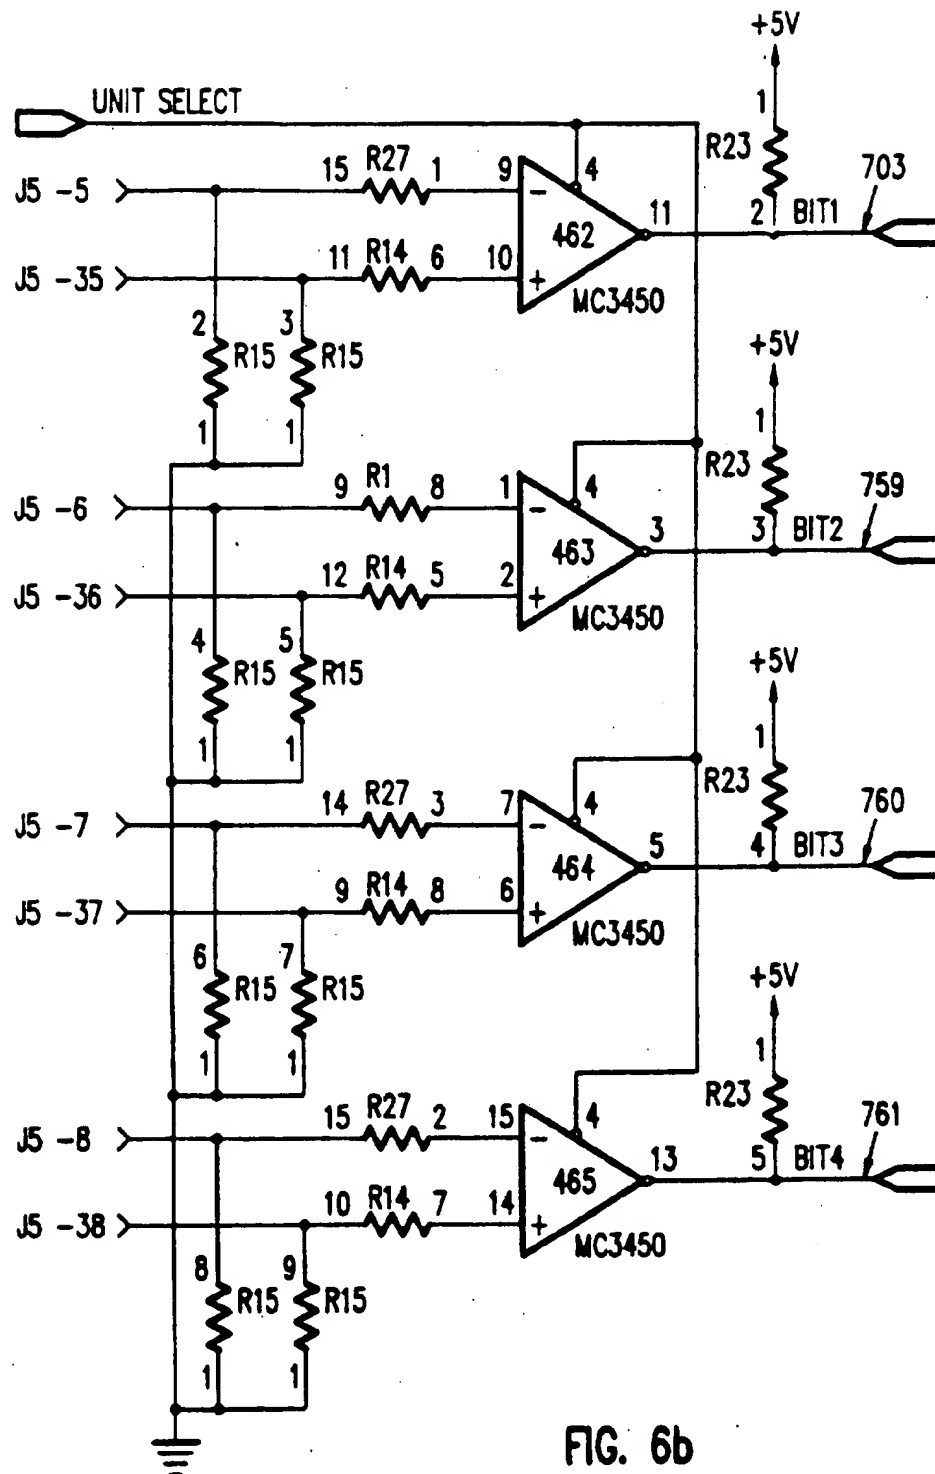 +5V
UNIT SELECT
1
R23
703
J5 -5
15 R27 1
9
-
4
462
11
2
BIT1
J5 -35
11 R14 6
10
+
MC3450
2
R15
3
R15
1
1
+5V
1
R23
759
J5 -6
9 R1 8
1
-
4
463
3
3
BIT2
J5 -36
12 R14 5
2
+
MC3450
4
R15
5
R15
1
1
+5V
1
R23
760
J5 -7
14 R27 3
7
-
4
464
5
4
BIT3
J5 -37
9 R14 8
6
+
MC3450
6
R15
7
R15
1
1
+5V
1
R23
761
J5 -8
15 R27 2
15
-
4
465
13
5
BIT4
J5 -38
10 R14 7
14
+
MC3450
8
R15
9
R15
1
1
FIG. 6b